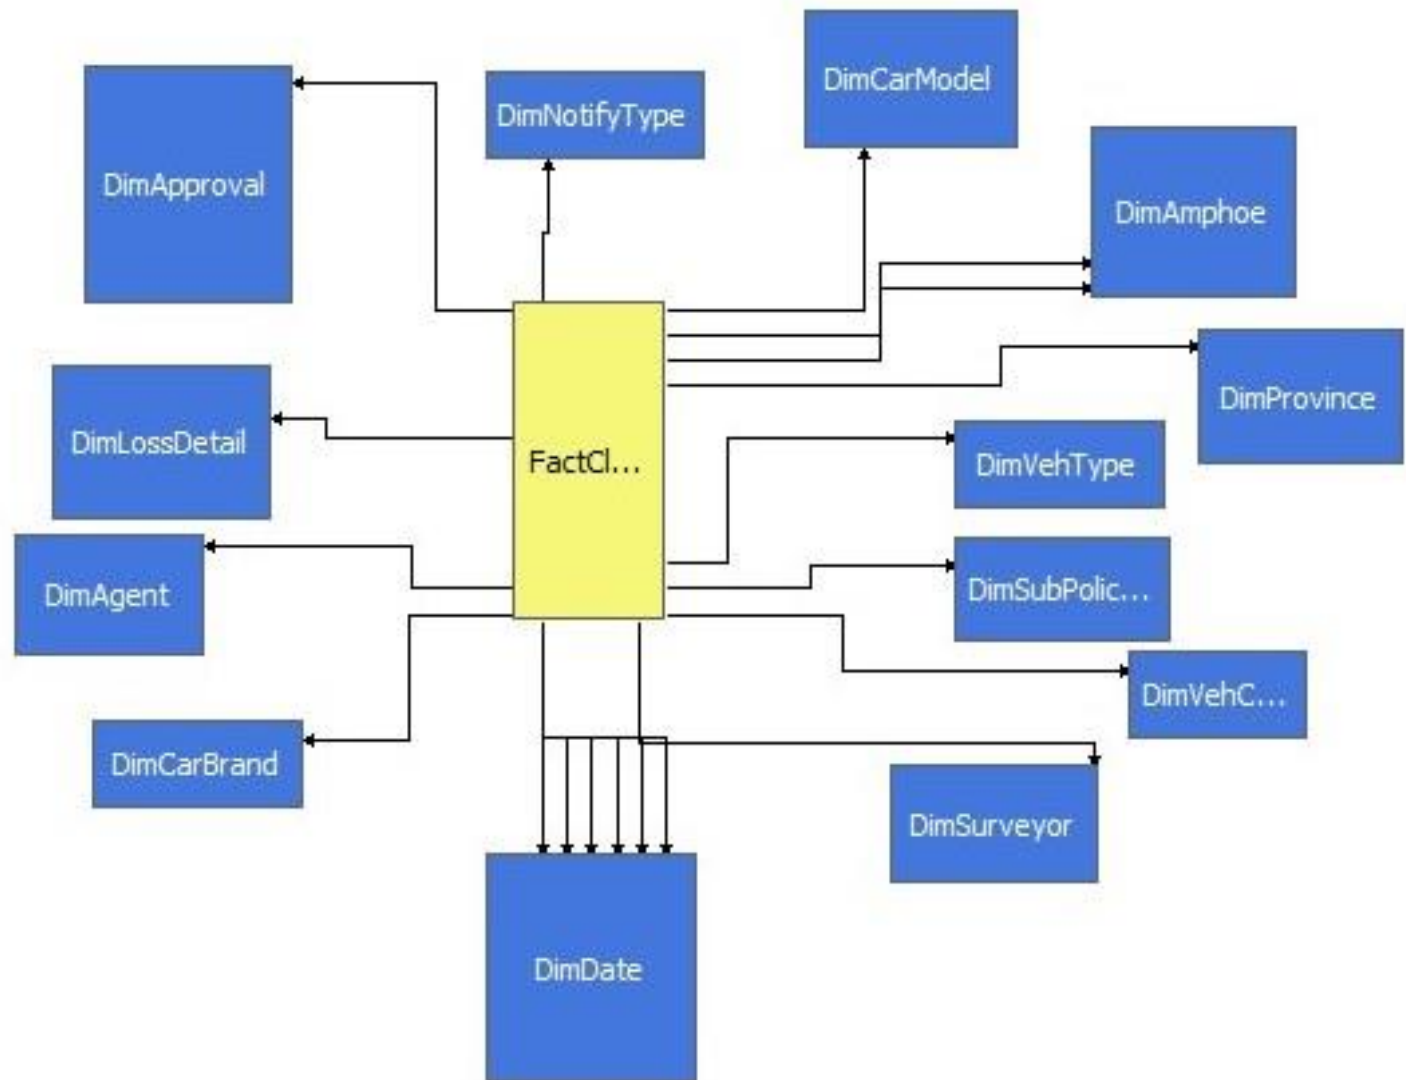 DimCarModel
DimNotifyType
DimApproval
DimAmphoe
DimProvince
DimLossDetail
FactCl...
DimVehType
DimAgent
DimSubPolic...
DimVehC...
DimCarBrand
DimSurveyor
DimDate